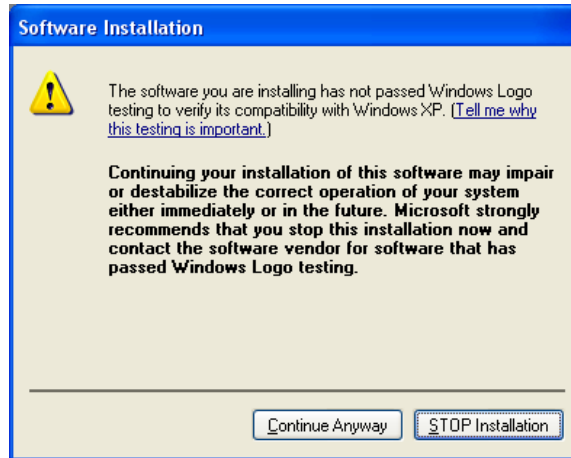 Software Installation
The software you are installing has not passed Windows Logo
testing to verify its compatibility with Windows XP. (Tell me why
this testing is important.)
Continuing your installation of this software may impair
or destabilize the correct operation of your system
either immediately or in the future. Microsoft strongly
recommends that you stop this installation now and
contact the software vendor for software that has
passed Windows Logo testing.
Continue Anyway
STOP Installation